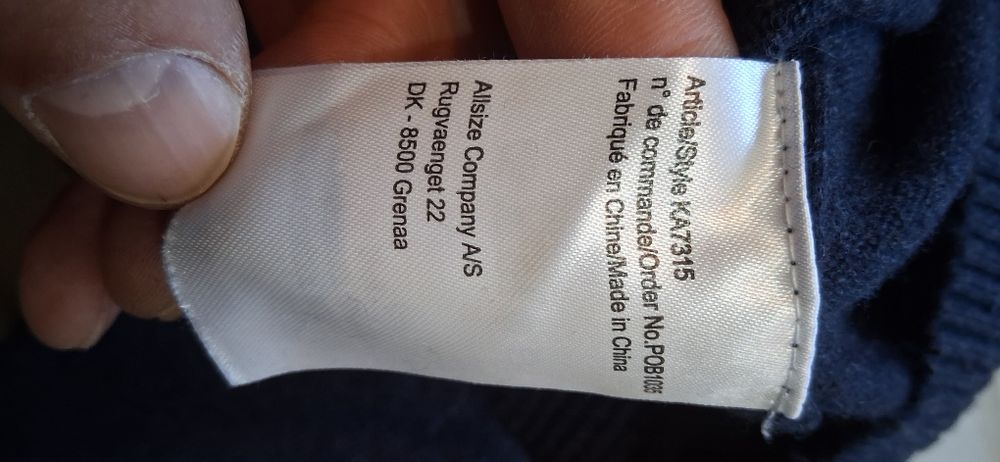 Article/Style KA7315
n° de commande/Order No.POB1036
Fabriqué en Chine/Made in China
Allsize Company A/S
Rugvaenget 22
DK - 8500 Grenaa